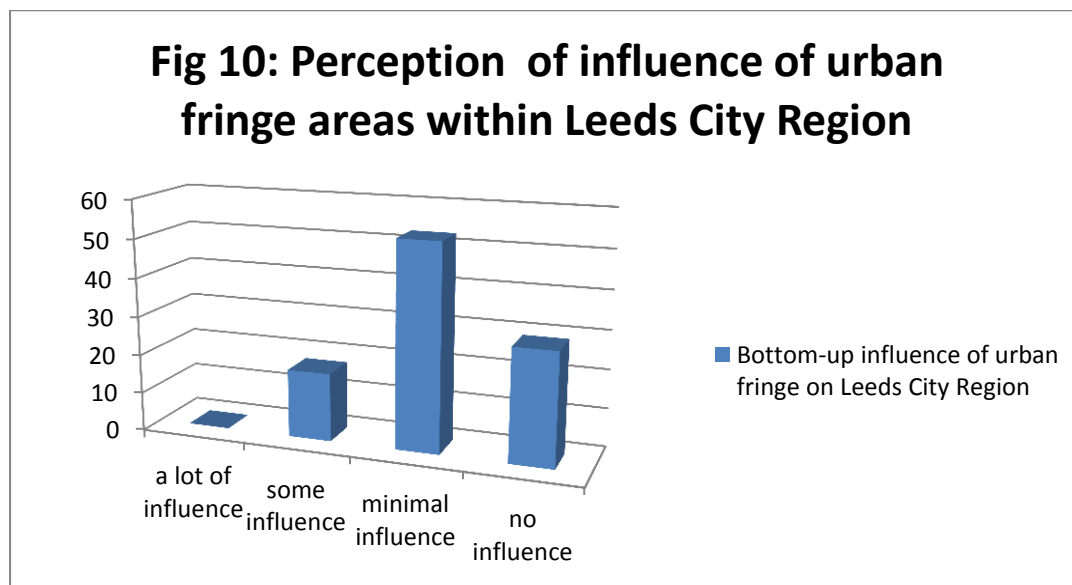 Fig 10: Perception  of influence of urban
fringe areas within Leeds City Region
60
50
40
30
20
10
0
a lot of
influence
some
influence
minimal
influence
no
influence
Bottom-up influence of urban
fringe on Leeds City Region